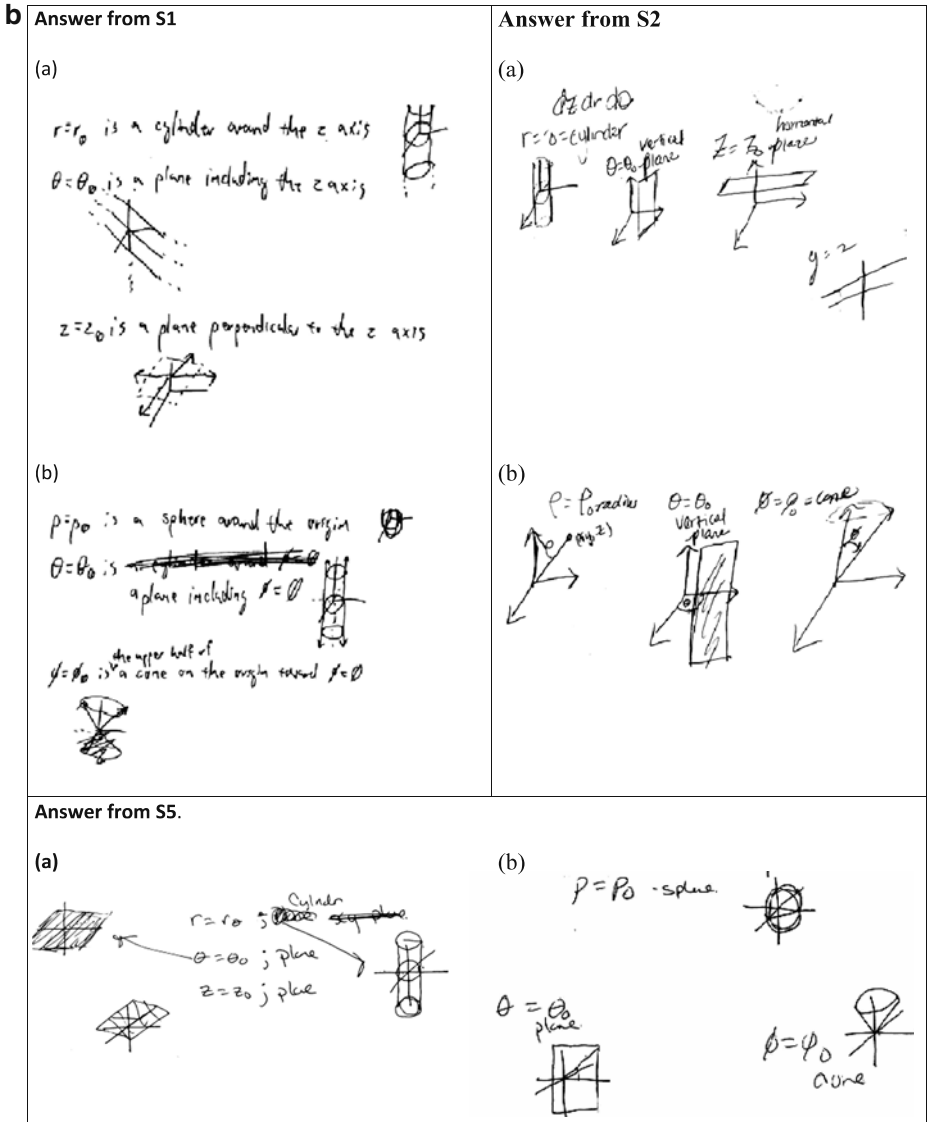 b
Answer from S1
(a)
r=r₀ is a cylinder around the z axis
θ=θ₀ is a plane including the z axis
z=z₀ is a plane perpendicular to the z axis
(b)
ρ=ρ₀ is a sphere around the origin
θ=θ₀ is
a plane including ϕ=0
the upper half of
ϕ=ϕ₀ is a cone on the origin toward ϕ=0
Answer from S2
(a)
dz dr dθ
r=r₀=cylinder
θ=θ₀ vertical plane
Z=Z₀ horizontal plane
y=2
(b)
ρ=ρ₀ radius
(x,y,z)
ρ
θ=θ₀
vertical
plane
θ
ϕ=ϕ₀=cone
ϕ
Answer from S5.
(a)
Cylindr
r=r₀ ;
θ=θ₀ ; plane
z=z₀ ; plane
(b)
ρ=ρ₀ - sphere
θ=θ₀
plane
ϕ=φ₀
cone